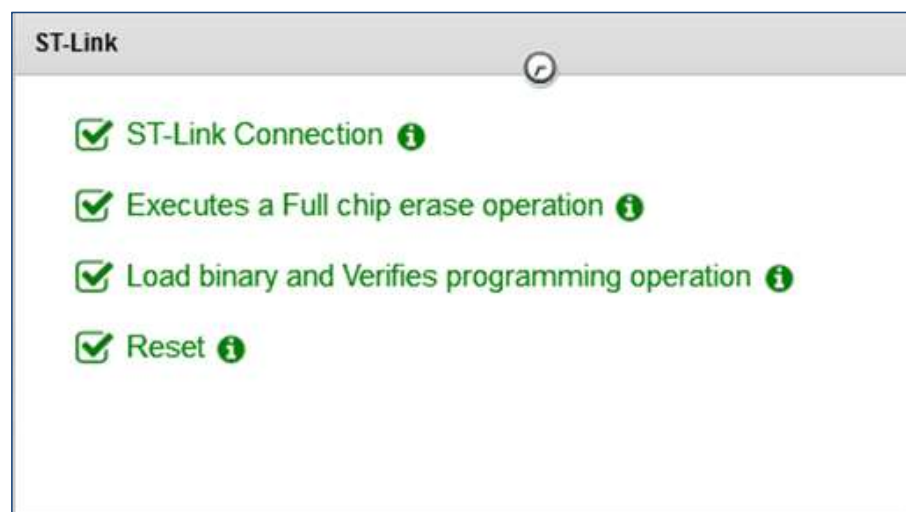 ST-Link
ST-Link Connection
Executes a Full chip erase operation
Load binary and Verifies programming operation
Reset